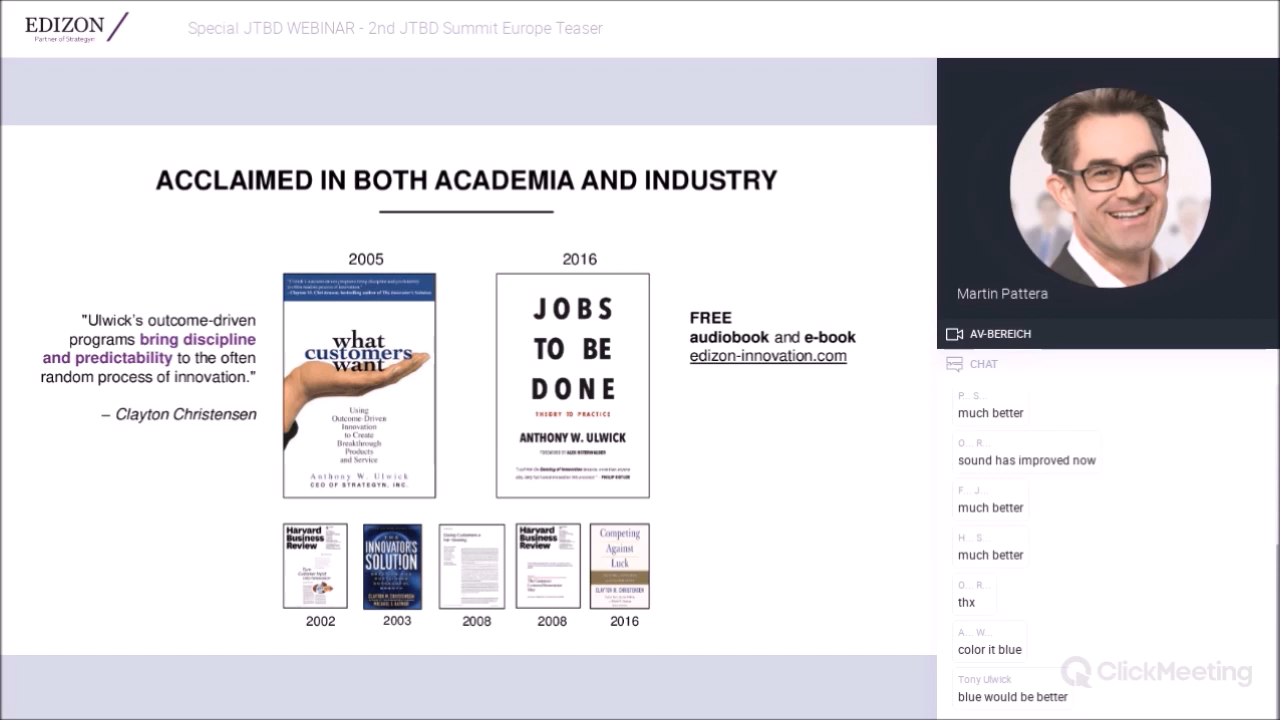 EDIZON
Partner of Strategyn
Special JTBD WEBINAR - 2nd JTBD Summit Europe Teaser
ACCLAIMED IN BOTH ACADEMIA AND INDUSTRY
"Ulwick's outcome-driven
programs bring discipline
and predictability to the often
random process of innovation."
– Clayton Christensen
2005
what
customers
want
Using
Outcome-Driven
Innovation
to Create
Breakthrough
Products
and Service
Anthony W. Ulwick
CEO OF STRATEGYN, INC.
2016
JOBS
TO BE
DONE
THEORY TO PRACTICE
ANTHONY W. ULWICK
FREE
audiobook and e-book
edizon-innovation.com
Harvard
Business
Review
2002
THE
INNOVATOR'S
SOLUTION
CLAYTON M. CHRISTENSEN
2003
2008
Harvard
Business
Review
2008
Competing
Against
Luck
CLAYTON M. CHRISTENSEN
2016
Martin Pattera
AV-BEREICH
CHAT
P... S...
much better
O... R...
sound has improved now
F... J...
much better
H... S...
much better
O... R...
thx
A... W...
color it blue
Tony Ulwick
blue would be better
ClickMeeting